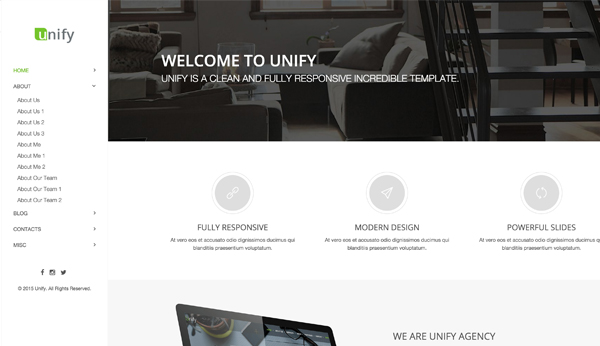 unify
HOME
ABOUT
About Us
About Us 1
About Us 2
About Us 3
About Me
About Me 1
About Me 2
About Our Team
About Our Team 1
About Our Team 2
BLOG
CONTACTS
MISC
© 2015 Unify. All Rights Reserved.
WELCOME TO UNIFY
UNIFY IS A CLEAN AND FULLY RESPONSIVE INCREDIBLE TEMPLATE.
FULLY RESPONSIVE
At vero eos et accusato odio dignissimos ducimus qui
blanditiis praesentium voluptatum.
MODERN DESIGN
At vero eos et accusato odio dignissimos ducimus qui
blanditiis praesentium voluptatum.
POWERFUL SLIDES
At vero eos et accusato odio dignissimos
blanditiis praesentium voluptatum.
unify
WE ARE UNIFY AGENCY